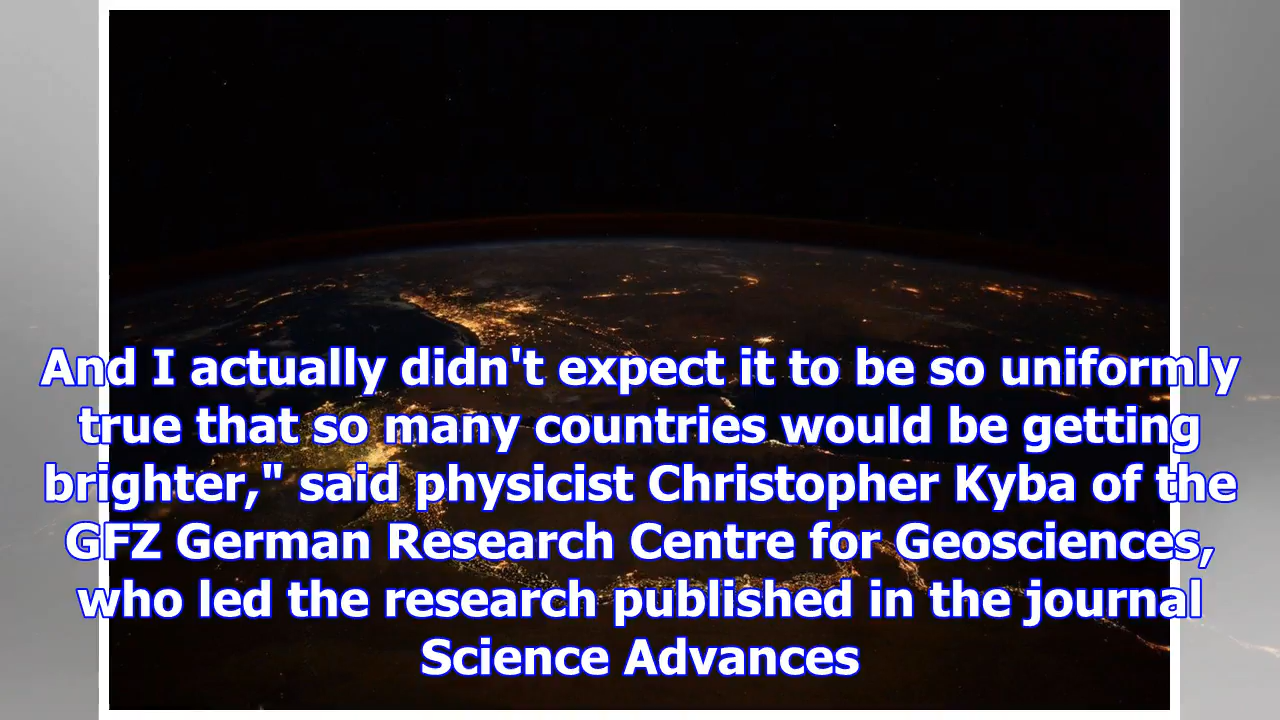 And I actually didn't expect it to be so uniformly
true that so many countries would be getting
brighter," said physicist Christopher Kyba of the
GFZ German Research Centre for Geosciences,
who led the research published in the journal
Science Advances